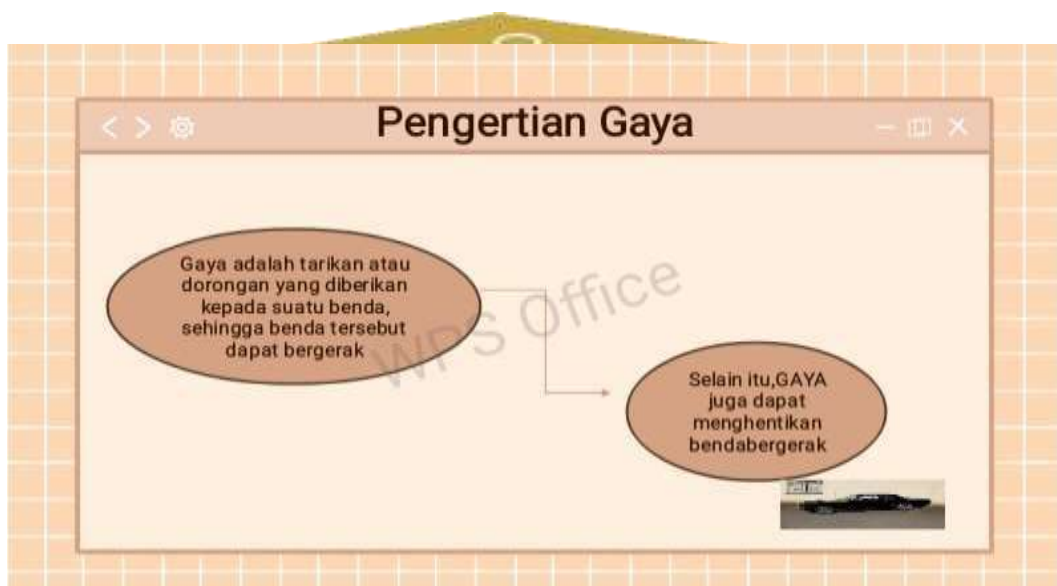 Pengertian Gaya
Gaya adalah tarikan atau
dorongan yang diberikan
kepada suatu benda,
sehingga benda tersebut
dapat bergerak
WPS Office
Selain itu,GAYA
juga dapat
menghentikan
bendabergerak